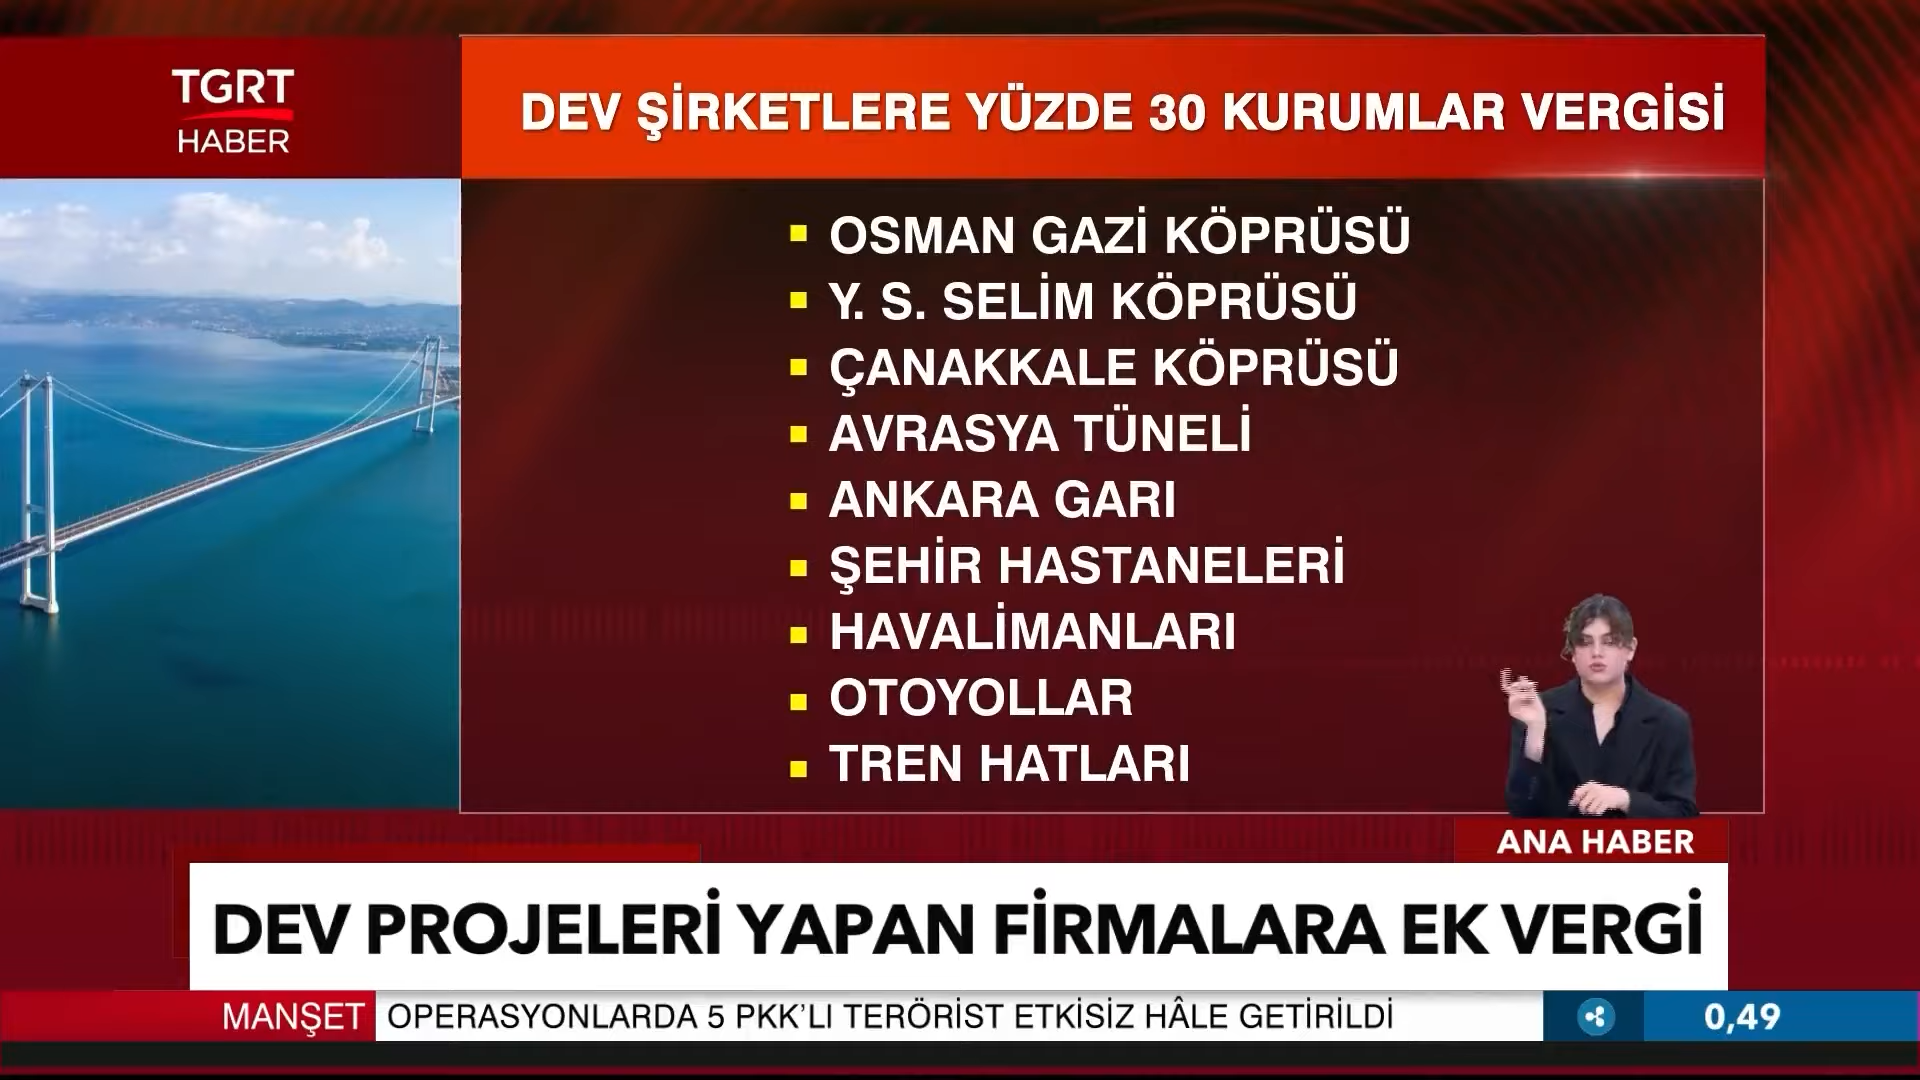 TGRT
HABER
DEV ŞİRKETLERE YÜZDE 30 KURUMLAR VERGİSİ
OSMAN GAZİ KÖPRÜSÜ
Y. S. SELİM KÖPRÜSÜ
ÇANAKKALE KÖPRÜSÜ
AVRASYA TÜNELİ
ANKARA GARI
ŞEHİR HASTANELERİ
HAVALİMANLARI
OTOYOLLAR
TREN HATLARI
ANA HABER
DEV PROJELERİ YAPAN FİRMALARA EK VERGİ
MANŞET OPERASYONLARDA 5 PKK'LI TERÖRİST ETKİSİZ HÂLE GETİRİLDİ 0,49